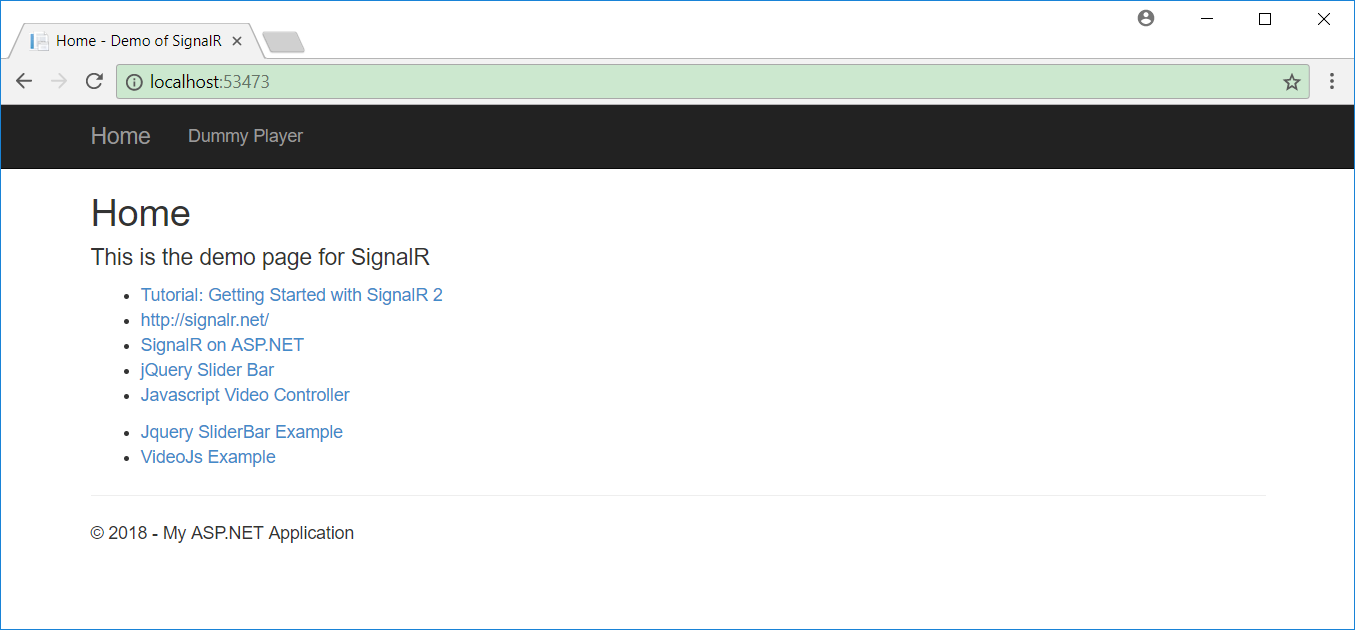 Home - Demo of SignalR
localhost:53473
Home Dummy Player
Home
This is the demo page for SignalR
Tutorial: Getting Started with SignalR 2
http://signalr.net/
SignalR on ASP.NET
jQuery Slider Bar
Javascript Video Controller
Jquery SliderBar Example
VideoJs Example
© 2018 - My ASP.NET Application